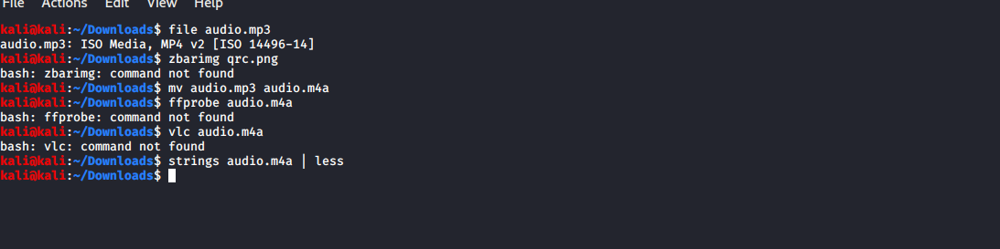 File Actions Edit View Help
kali@kali:~/Downloads$ file audio.mp3
audio.mp3: ISO Media, MP4 v2 [ISO 14496-14]
kali@kali:~/Downloads$ zbarimg qrc.png
bash: zbarimg: command not found
kali@kali:~/Downloads$ mv audio.mp3 audio.m4a
kali@kali:~/Downloads$ ffprobe audio.m4a
bash: ffprobe: command not found
kali@kali:~/Downloads$ vlc audio.m4a
bash: vlc: command not found
kali@kali:~/Downloads$ strings audio.m4a | less
kali@kali:~/Downloads$